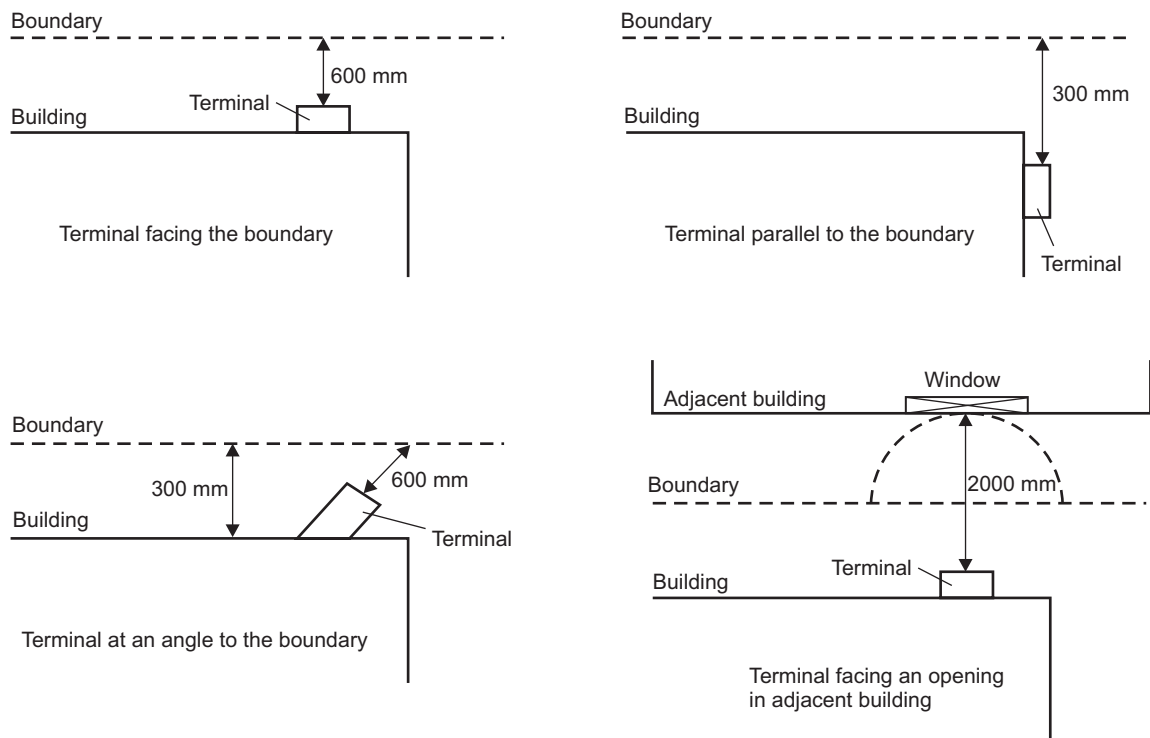 Boundary
600 mm
Terminal
Building
Terminal facing the boundary
Boundary
300 mm
Building
Terminal parallel to the boundary
Terminal
Boundary
300 mm
600 mm
Building
Terminal
Terminal at an angle to the boundary
Window
Adjacent building
2000 mm
Boundary
Terminal
Building
Terminal facing an opening
in adjacent building